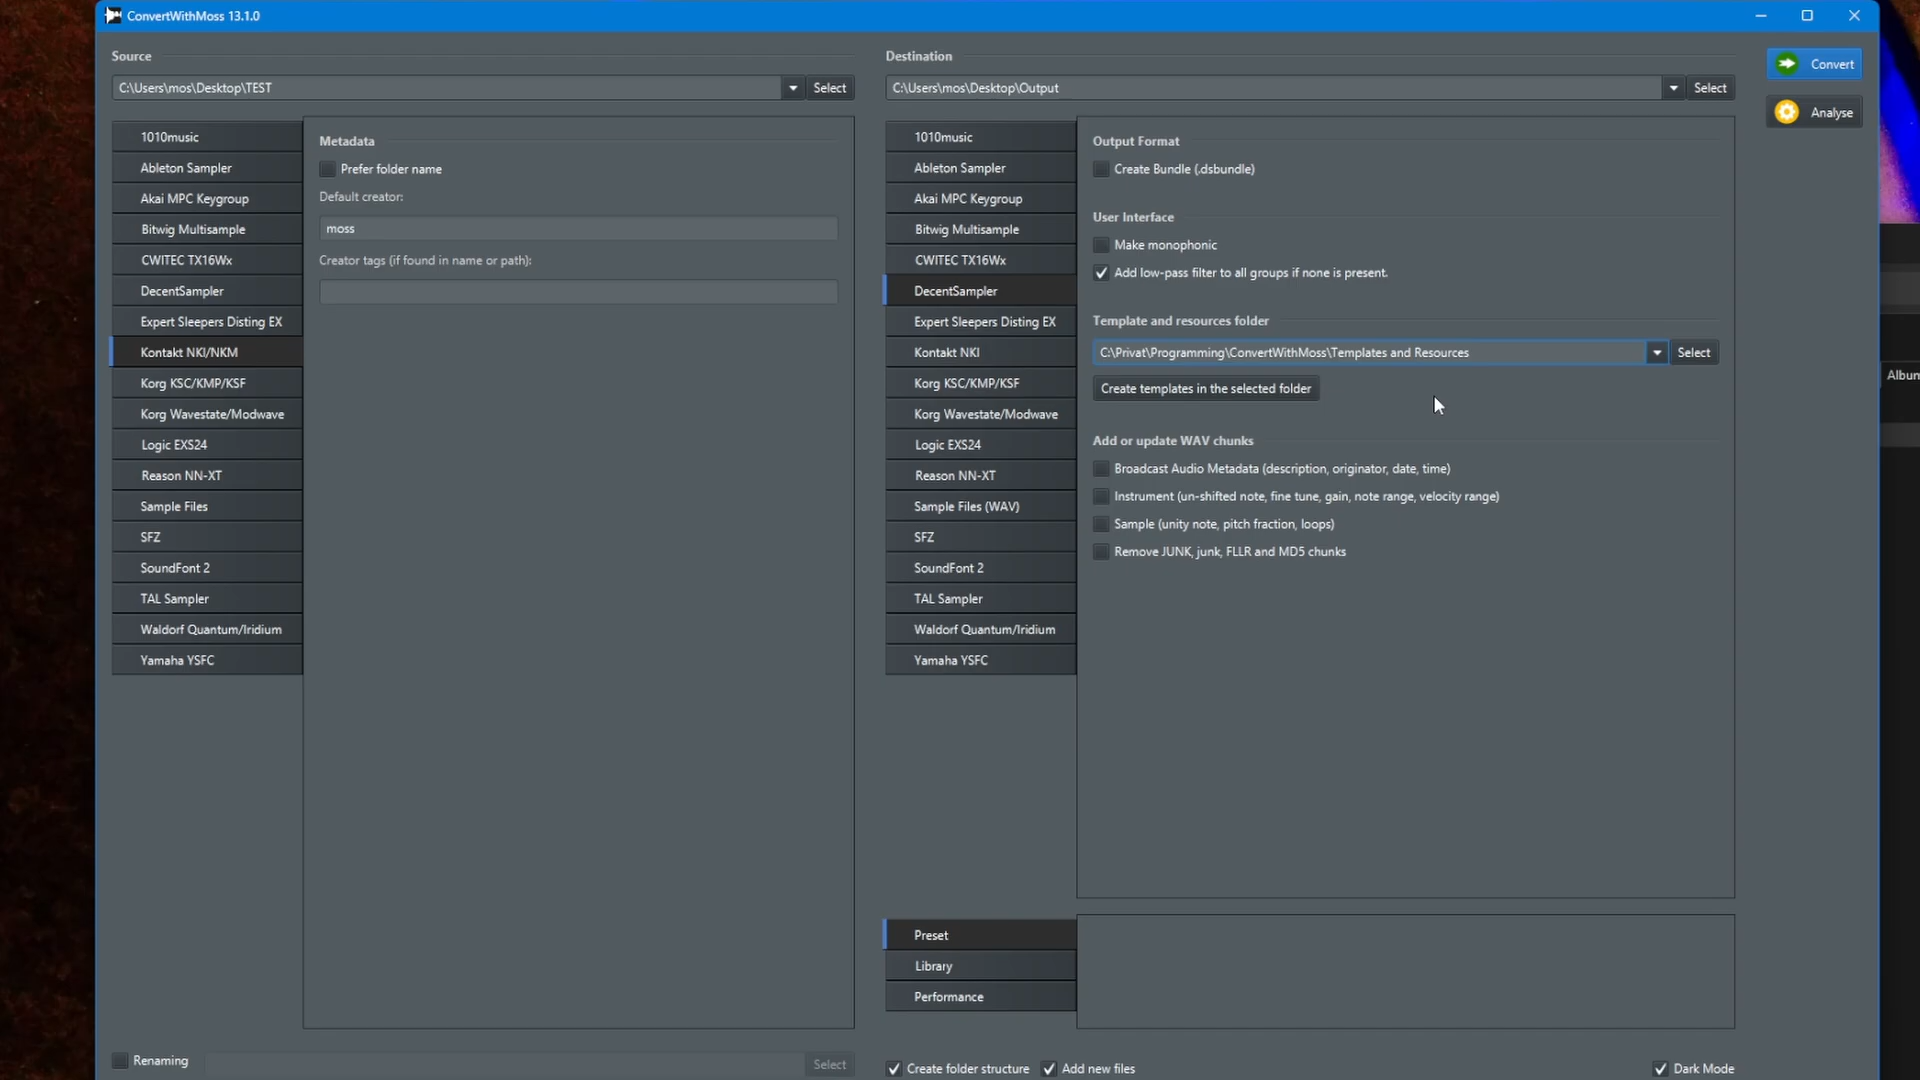 ConvertWithMoss 13.1.0
Source
C:\Users\mos\Desktop\TEST
Select
1010music
Ableton Sampler
Akai MPC Keygroup
Bitwig Multisample
CWITEC TX16Wx
DecentSampler
Expert Sleepers Disting EX
Kontakt NKI/NKM
Korg KSC/KMP/KSF
Korg Wavestate/Modwave
Logic EXS24
Reason NN-XT
Sample Files
SFZ
SoundFont 2
TAL Sampler
Waldorf Quantum/Iridium
Yamaha YSFC
Metadata
Prefer folder name
Default creator:
moss
Creator tags (if found in name or path):
Renaming
Select
Destination
C:\Users\mos\Desktop\Output
Select
1010music
Ableton Sampler
Akai MPC Keygroup
Bitwig Multisample
CWITEC TX16Wx
DecentSampler
Expert Sleepers Disting EX
Kontakt NKI
Korg KSC/KMP/KSF
Korg Wavestate/Modwave
Logic EXS24
Reason NN-XT
Sample Files (WAV)
SFZ
SoundFont 2
TAL Sampler
Waldorf Quantum/Iridium
Yamaha YSFC
Output Format
Create Bundle (.dsbundle)
User Interface
Make monophonic
Add low-pass filter to all groups if none is present.
Template and resources folder
C:\Privat\Programming\ConvertWithMoss\Templates and Resources
Select
Create templates in the selected folder
Add or update WAV chunks
Broadcast Audio Metadata (description, originator, date, time)
Instrument (un-shifted note, fine tune, gain, note range, velocity range)
Sample (unity note, pitch fraction, loops)
Remove JUNK, junk, FLLR and MD5 chunks
Preset
Library
Performance
Create folder structure
Add new files
Dark Mode
Convert
Analyse
Album